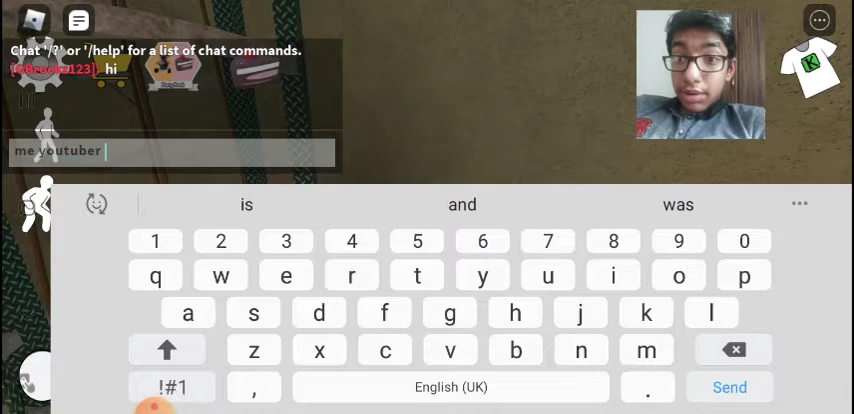 Chat '/?' or '/help' for a list of chat commands.
[GBrockz123]: hi
me youtuber
K
is and was
1 2 3 4 5 6 7 8 9 0
q w e r t y u i o p
a s d f g h j k l
z x c v b n m
!#1 , English (UK) . Send